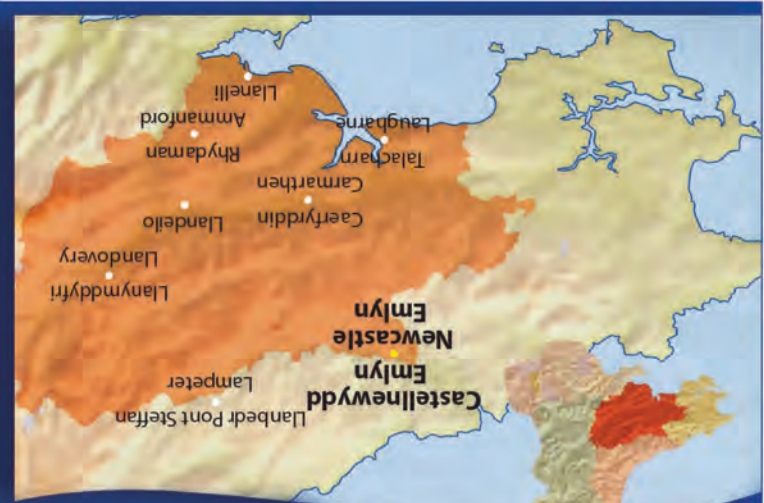 Castellnewydd
Emlyn
Newcastle
Emlyn
Llanbedr Pont Steffan
Lampeter
Llanymddyfri
Llandovery
Caerfyrddin
Carmarthen
Llandeilo
Talacharn
Laugharne
Rhydaman
Ammanford
Llanelli